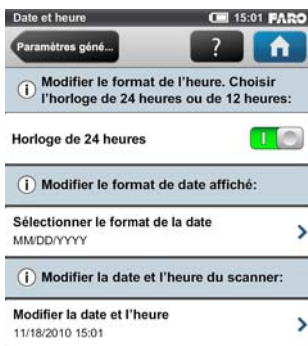 Date et heure 15:01 FARO
Paramètres géné... ?
i Modifier le format de l'heure. Choisir
l'horloge de 24 heures ou de 12 heures:
Horloge de 24 heures I
i Modifier le format de date affiché:
Sélectionner le format de la date
MM/DD/YYYY
i Modifier la date et l'heure du scanner:
Modifier la date et l'heure
11/18/2010 15:01